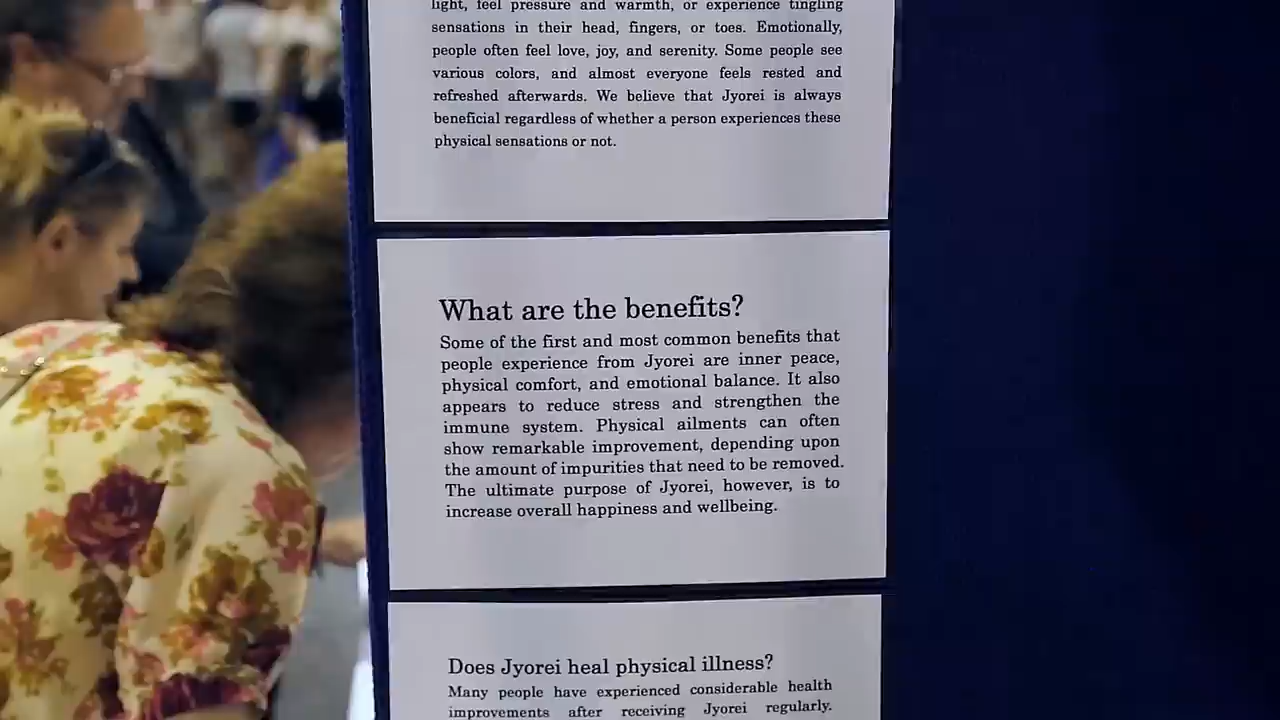 light, feel pressure and warmth, or experience tingling
sensations in their head, fingers, or toes. Emotionally,
people often feel love, joy, and serenity. Some people see
various colors, and almost everyone feels rested and
refreshed afterwards. We believe that Jyorei is always
beneficial regardless of whether a person experiences these
physical sensations or not.
What are the benefits?
Some of the first and most common benefits that
people experience from Jyorei are inner peace,
physical comfort, and emotional balance. It also
appears to reduce stress and strengthen the
immune system. Physical ailments can often
show remarkable improvement, depending upon
the amount of impurities that need to be removed.
The ultimate purpose of Jyorei, however, is to
increase overall happiness and wellbeing.
Does Jyorei heal physical illness?
Many people have experienced considerable health
improvements after receiving Jyorei regularly.